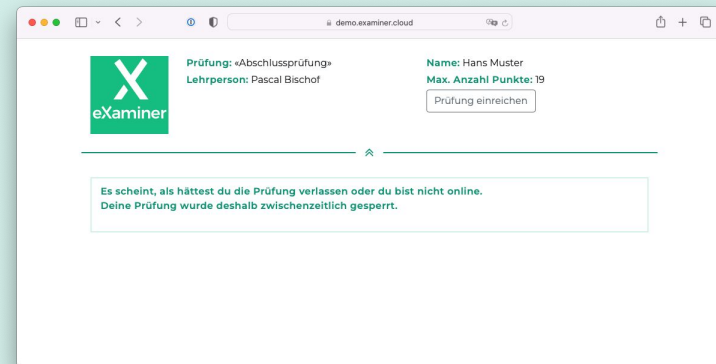 demo.examiner.cloud
X
eXaminer
Prüfung: «Abschlussprüfung»
Lehrperson: Pascal Bischof
Name: Hans Muster
Max. Anzahl Punkte: 19
Prüfung einreichen
Es scheint, als hättest du die Prüfung verlassen oder du bist nicht online.
Deine Prüfung wurde deshalb zwischenzeitlich gesperrt.